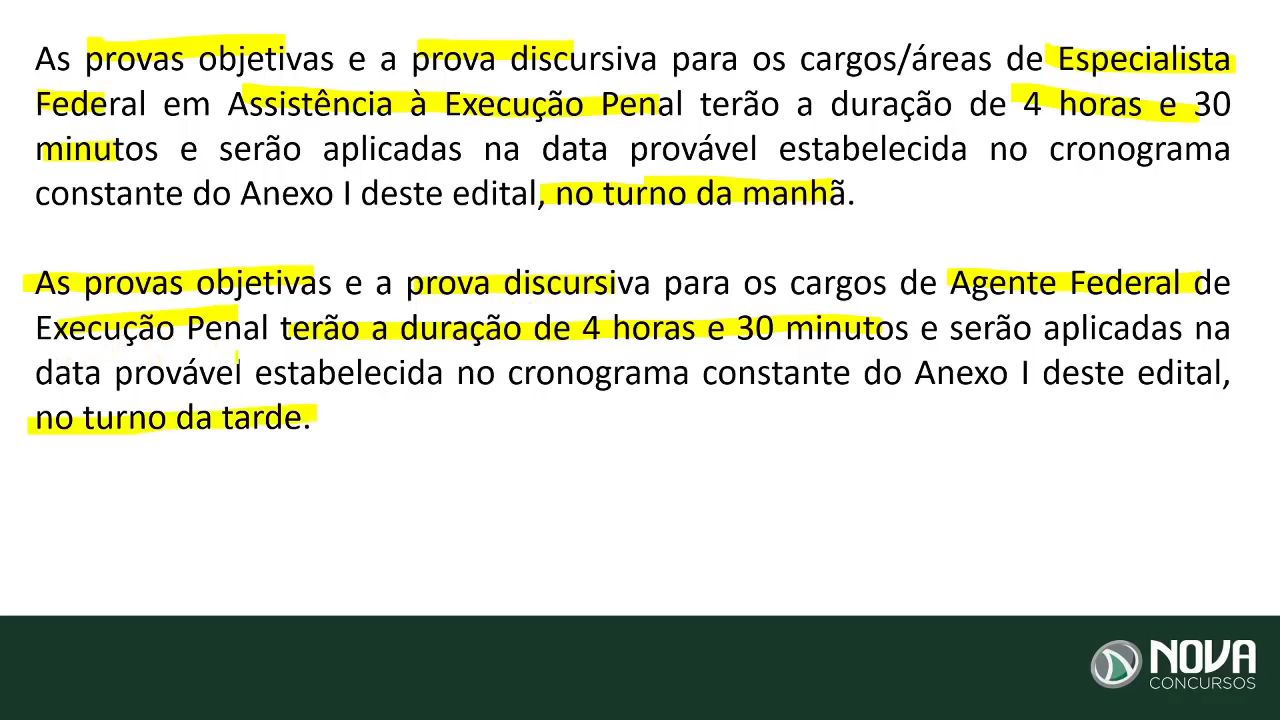 As provas objetivas e a prova discursiva para os cargos/áreas de Especialista
Federal em Assistência à Execução Penal terão a duração de 4 horas e 30
minutos e serão aplicadas na data provável estabelecida no cronograma
constante do Anexo I deste edital, no turno da manhã.
As provas objetivas e a prova discursiva para os cargos de Agente Federal de
Execução Penal terão a duração de 4 horas e 30 minutos e serão aplicadas na
data provável estabelecida no cronograma constante do Anexo I deste edital,
no turno da tarde.
NOVA
CONCURSOS